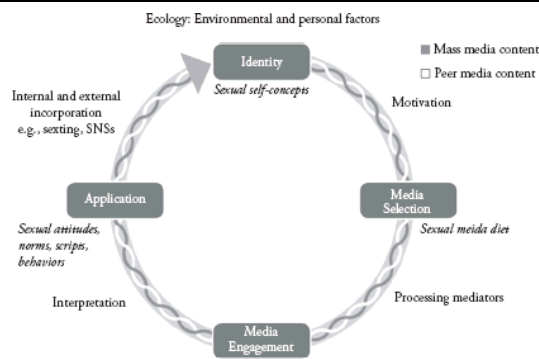 Ecology: Environmental and personal factors
Identity
Sexual self-concepts
Mass media content
Peer media content
Motivation
Media
Selection
Sexual meida diet
Processing mediators
Media
Engagement
Interpretation
Application
Sexual attitudes,
norms, scripts,
behaviors
Internal and external
incorporation
e.g., sexting, SNSs